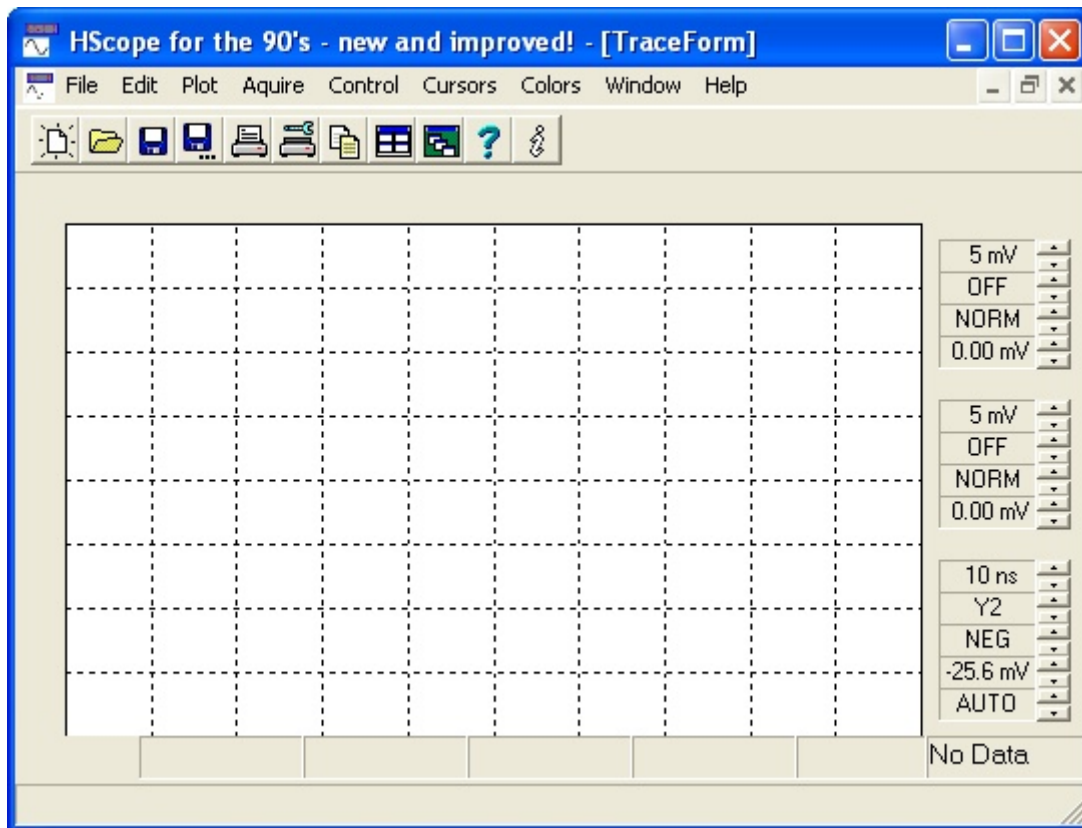 HScope for the 90's - new and improved! - [TraceForm]
File Edit Plot Aquire Control Cursors Colors Window Help
5 mV
OFF
NORM
0.00 mV
5 mV
OFF
NORM
0.00 mV
10 ns
Y2
NEG
-25.6 mV
AUTO
No Data